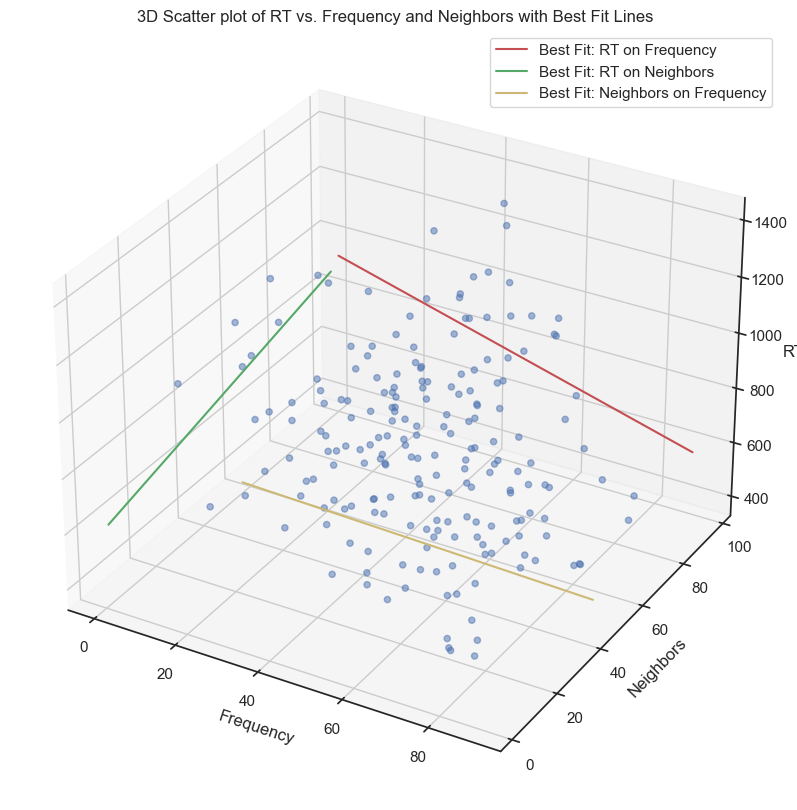 3D Scatter plot of RT vs. Frequency and Neighbors with Best Fit Lines
Best Fit: RT on Frequency
Best Fit: RT on Neighbors
Best Fit: Neighbors on Frequency
1400
1200
1000
RT
800
600
400
100
80
60
40
20
0
Neighbors
0
20
40
60
80
Frequency